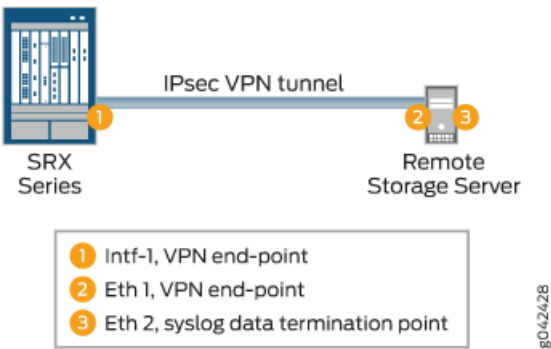 IPsec VPN tunnel
1
2
3
SRX
Series
Remote
Storage Server
1 Intf-1, VPN end-point
2 Eth 1, VPN end-point
3 Eth 2, syslog data termination point
g042428